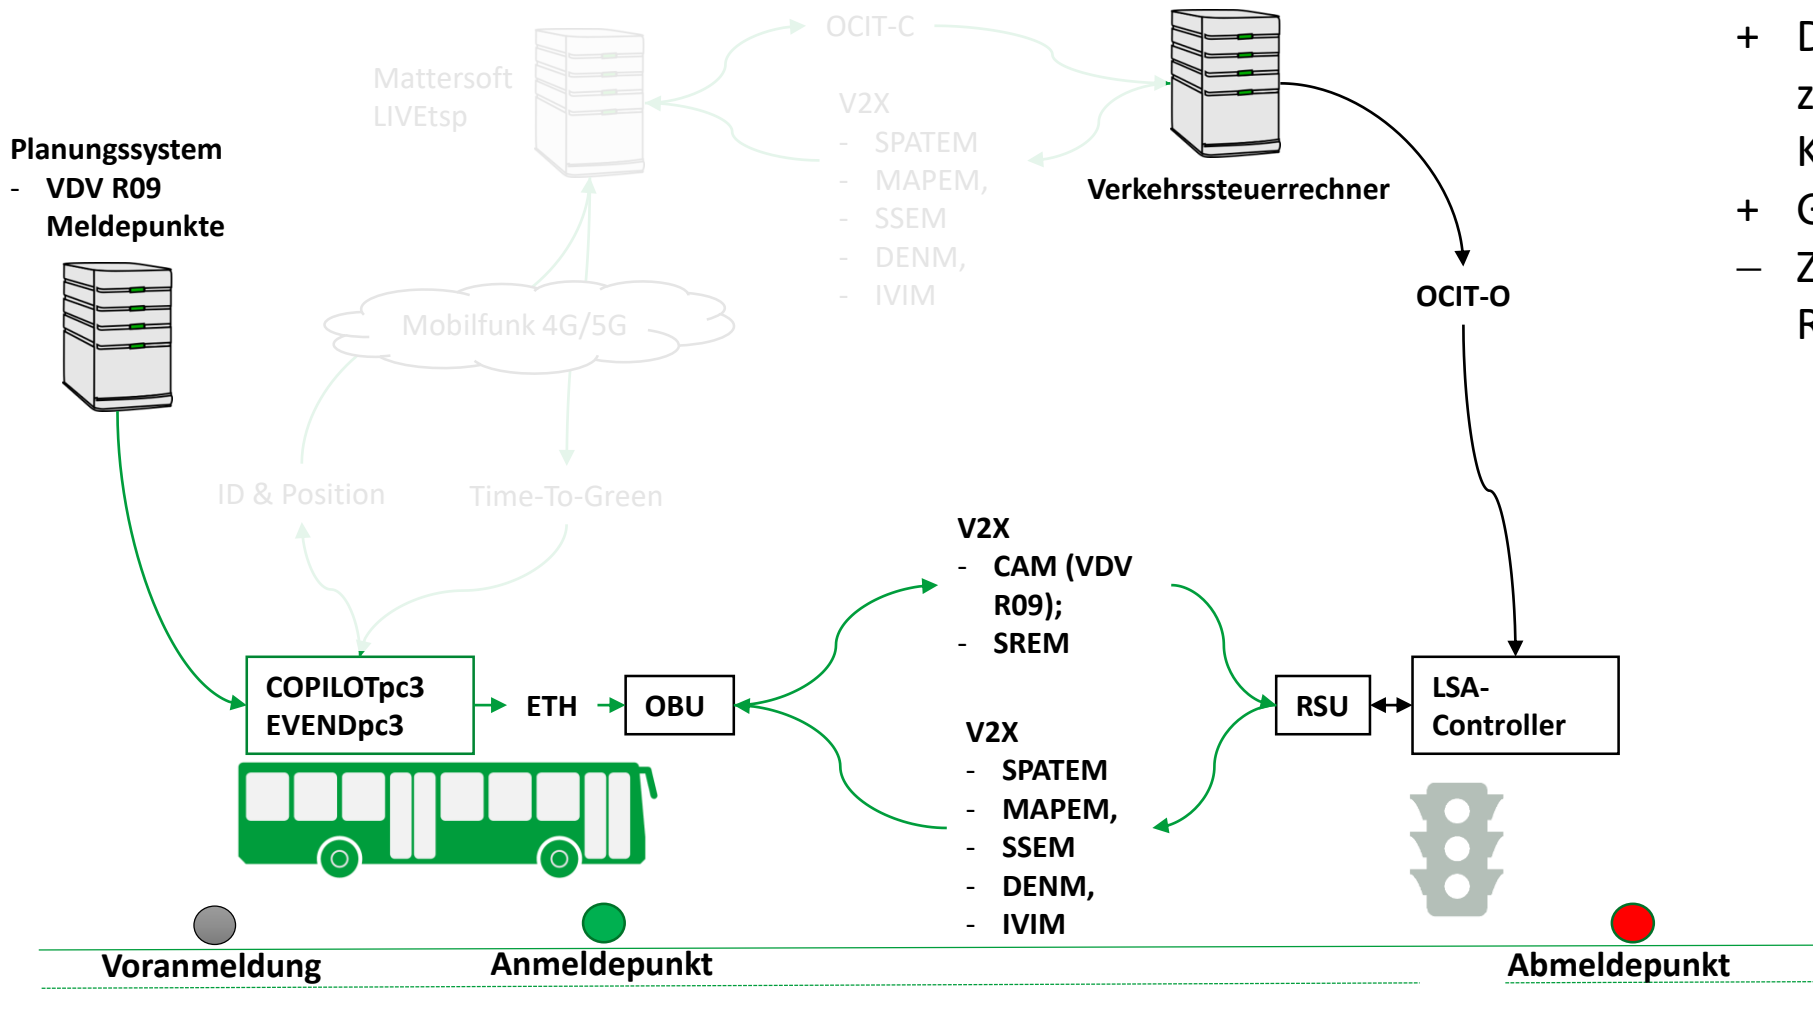 OCIT-C
Mattersoft
LIVEtsp
V2X
- SPATEM
- MAPEM,
- SSEM
- DENM,
- IVIM
Planungssystem
- VDV R09
Meldepunkte
Verkehrssteuerrechner
OCIT-O
Mobilfunk 4G/5G
ID & Position
Time-To-Green
V2X
- CAM (VDV
R09);
- SREM
COPILOTpc3
EVENDpc3
ETH
OBU
RSU
LSA-
Controller
V2X
- SPATEM
- MAPEM,
- SSEM
- DENM,
- IVIM
Voranmeldung
Anmeldepunkt
Abmeldepunkt
+
+
–